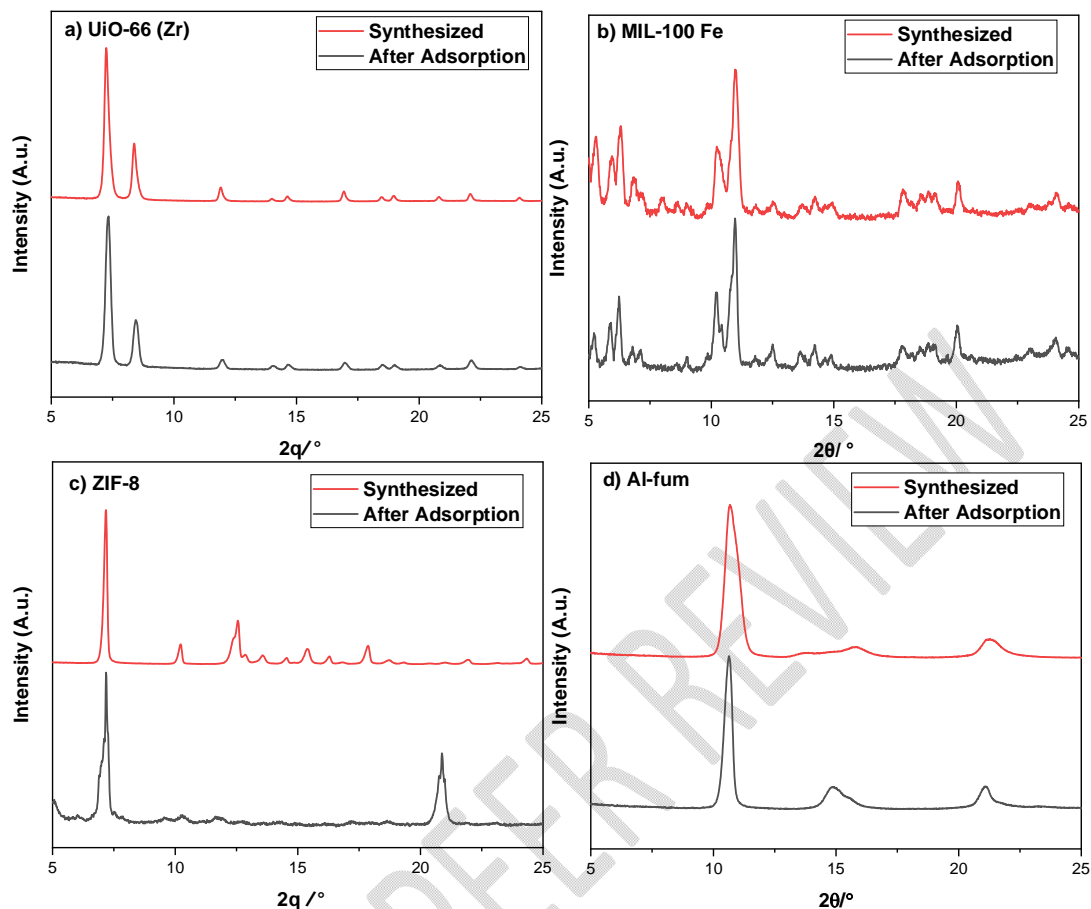 a) UiO-66 (Zr)
Synthesized
After Adsorption
Intensity (A.u.)
5 10 15 20 25
2q/°
b) MIL-100 Fe
Synthesized
After Adsorption
Intensity (A.u.)
5 10 15 20 25
2θ/ °
c) ZIF-8
Synthesized
After Adsorption
Intensity (A.u.)
5 10 15 20 25
2q/ °
d) Al-fum
Synthesized
After Adsorption
Intensity (A.u.)
5 10 15 20 25
2θ/°
PEER REVIEW